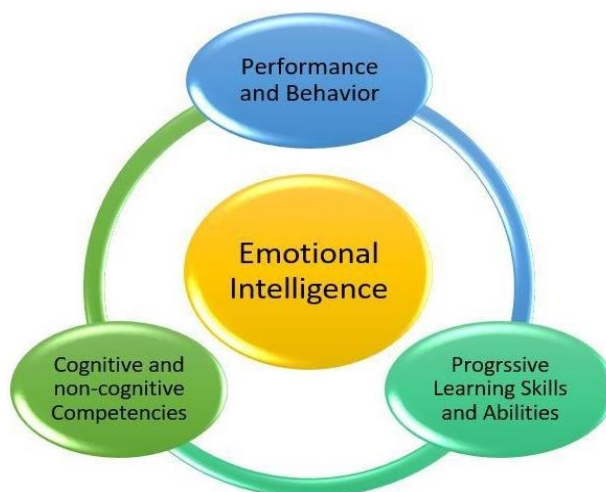 Performance
and Behavior
Emotional
Intelligence
Cognitive and
non-cognitive
Competencies
Progrssive
Learning Skills
and Abilities